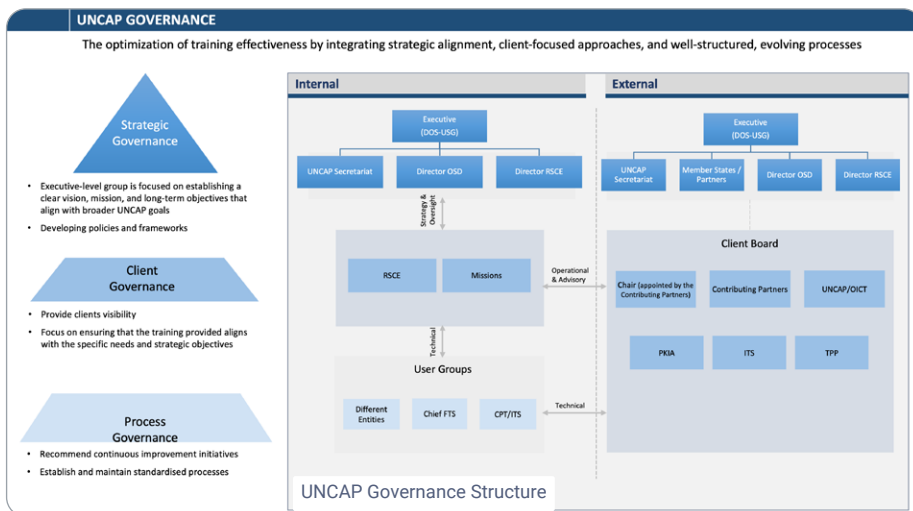 UNCAP GOVERNANCE
The optimization of training effectiveness by integrating strategic alignment, client-focused approaches, and well-structured, evolving processes
Strategic
Governance
• Executive-level group is focused on establishing a
clear vision, mission, and long-term objectives that
align with broader UNCAP goals
• Developing policies and frameworks
Client
Governance
• Provide clients visibility
• Focus on ensuring that the training provided aligns
with the specific needs and strategic objectives
Process
Governance
• Recommend continuous improvement initiatives
• Establish and maintain standardised processes
Internal
Executive
(DOS-USG)
UNCAP Secretariat
Director OSD
Director RSCE
Strategy &
Oversight
RSCE
Missions
Operational
& Advisory
Technical
User Groups
Different
Entities
Chief FTS
CPT/ITS
Technical
External
Executive
(DOS-USG)
UNCAP
Secretariat
Member States /
Partners
Director OSD
Director RSCE
Client Board
Chair (appointed by the
Contributing Partners)
Contributing Partners
UNCAP/OICT
PKIA
ITS
TPP
UNCAP Governance Structure